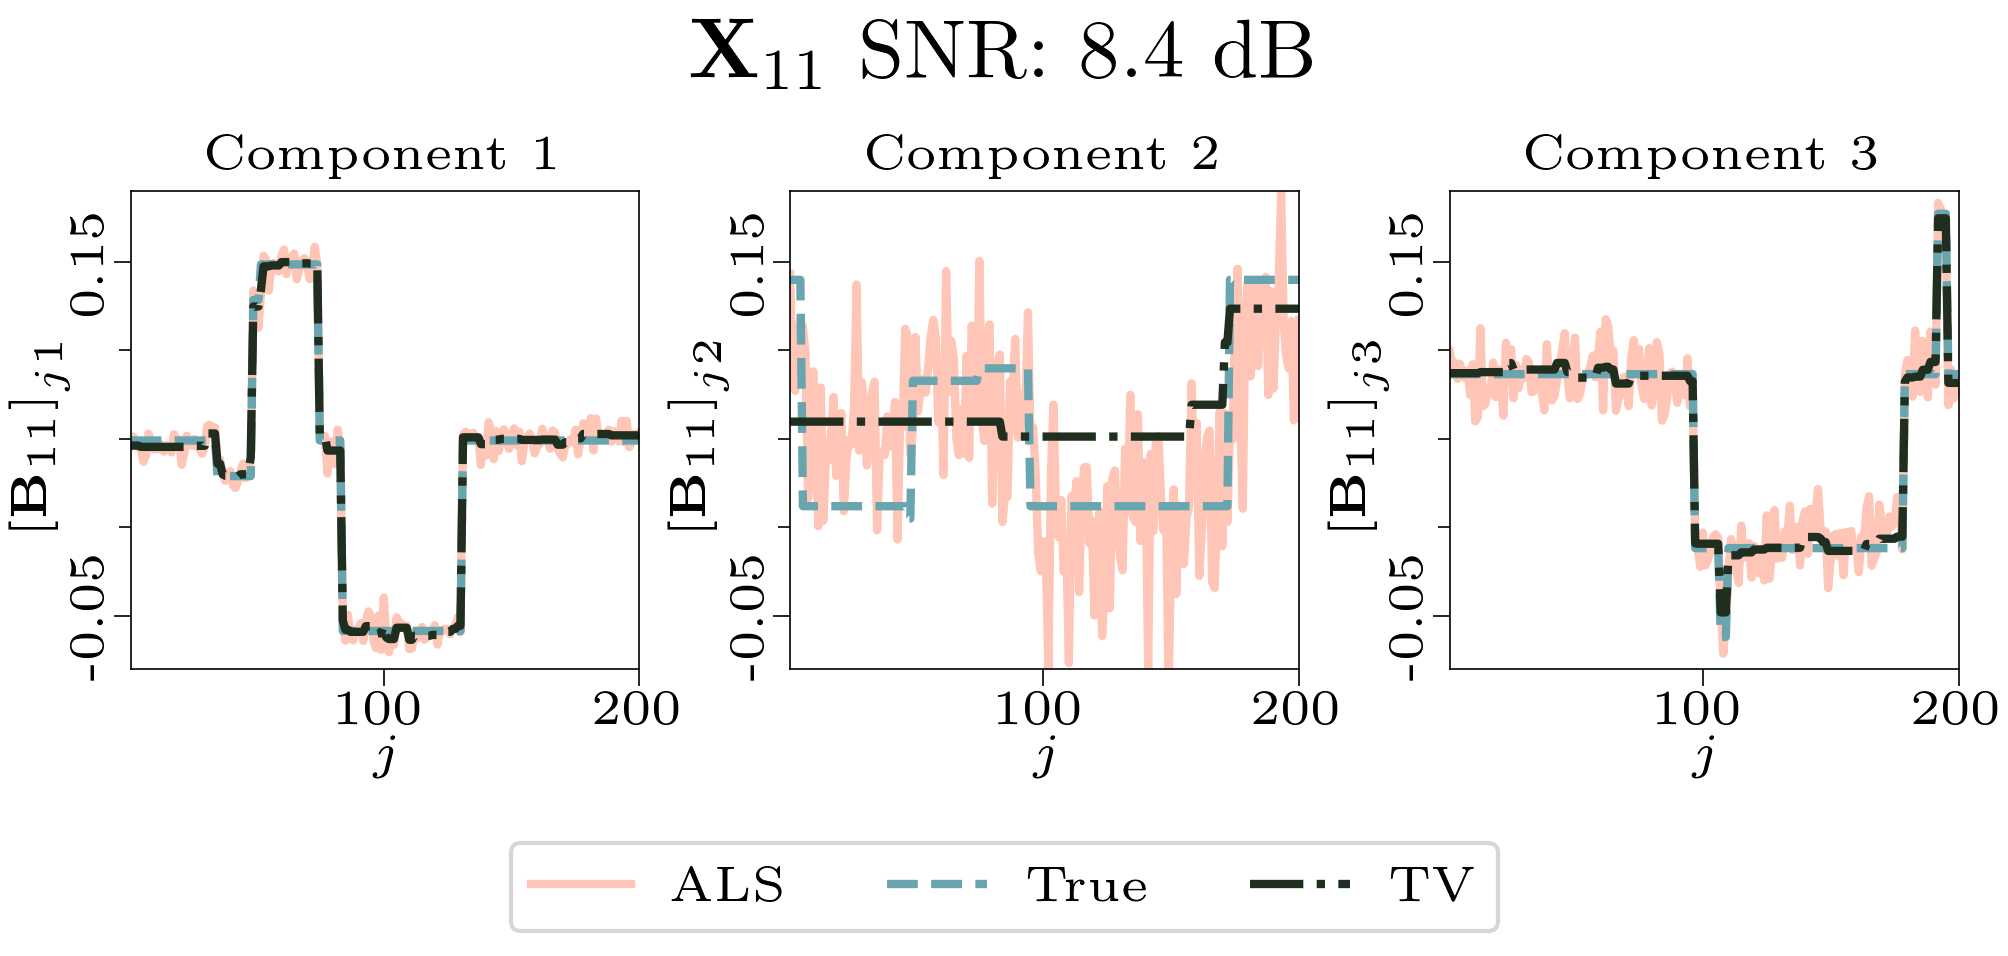 X₁₁ SNR: 8.4 dB
Component 1
Component 2
Component 3
[B₁₁]ⱼ₁
0.15
-0.05
100
200
j
[B₁₁]ⱼ₂
0.15
-0.05
100
200
j
[B₁₁]ⱼ₃
0.15
-0.05
100
200
j
ALS True TV